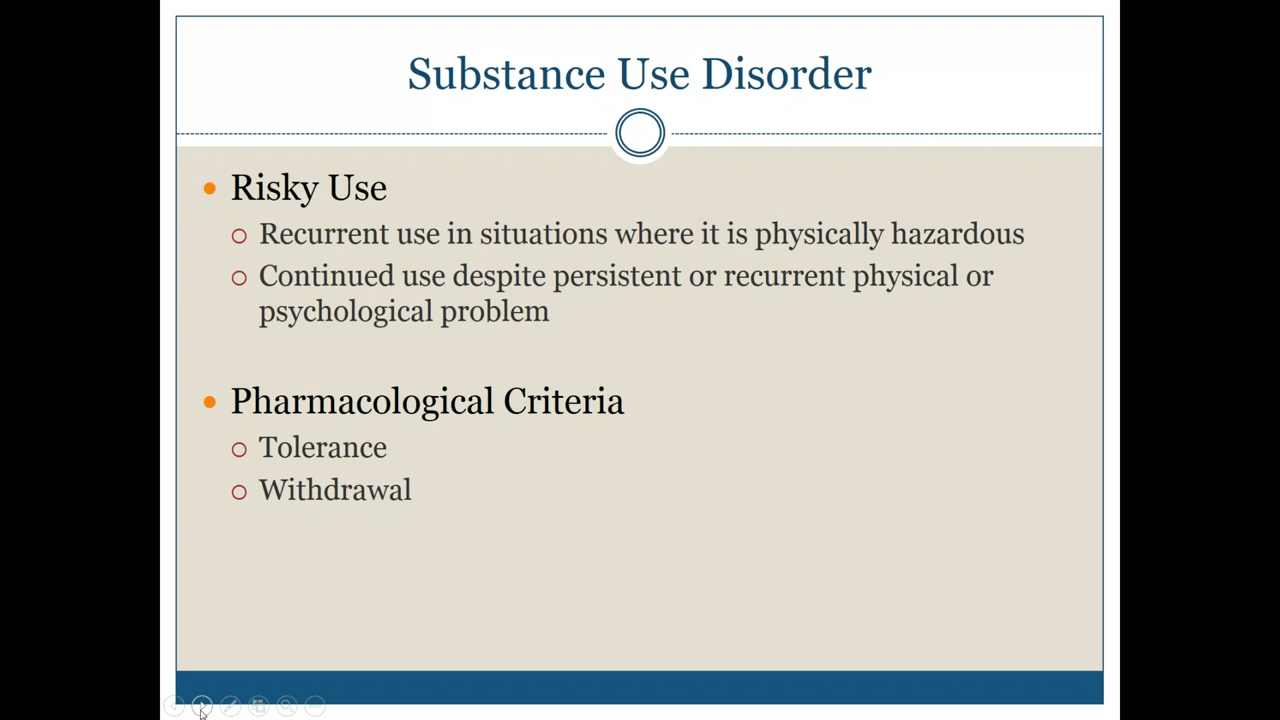 Substance Use Disorder
Risky Use
Recurrent use in situations where it is physically hazardous
Continued use despite persistent or recurrent physical or
psychological problem
Pharmacological Criteria
Tolerance
Withdrawal